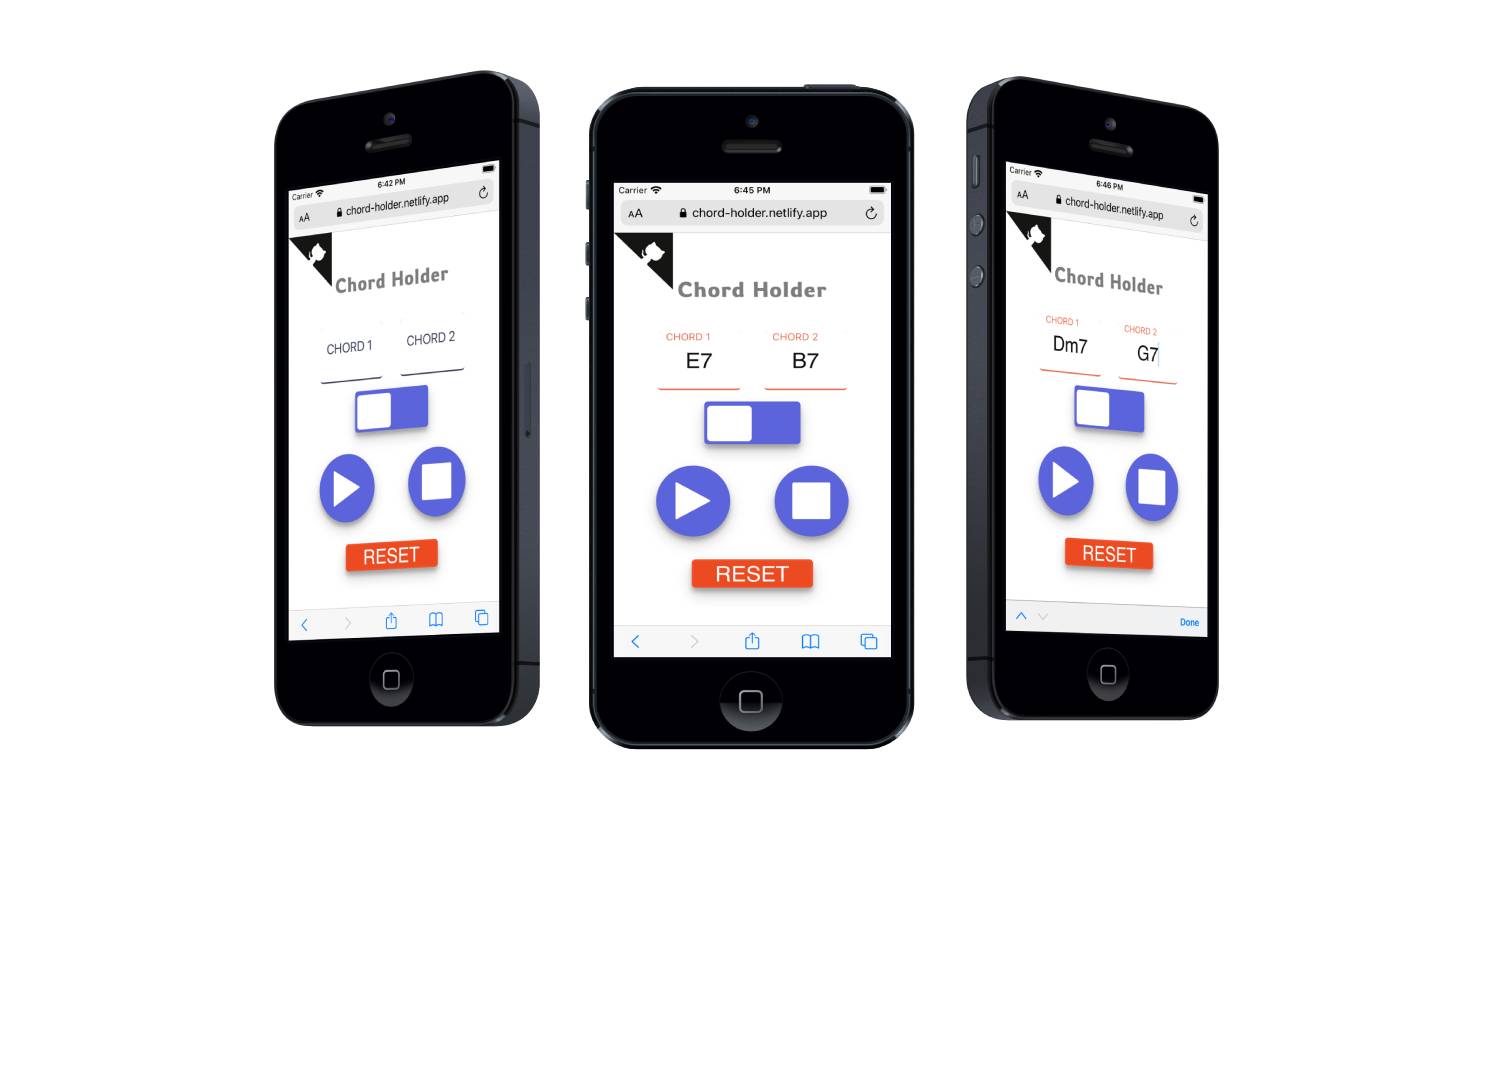 Carrier
6:42 PM
AA
chord-holder.netlify.app
Chord Holder
CHORD 1
CHORD 2
RESET
Carrier
6:45 PM
AA
chord-holder.netlify.app
Chord Holder
CHORD 1
CHORD 2
E7
B7
RESET
Carrier
6:46 PM
AA
chord-holder.netlify.app
Chord Holder
CHORD 1
CHORD 2
Dm7
G7
RESET
Done